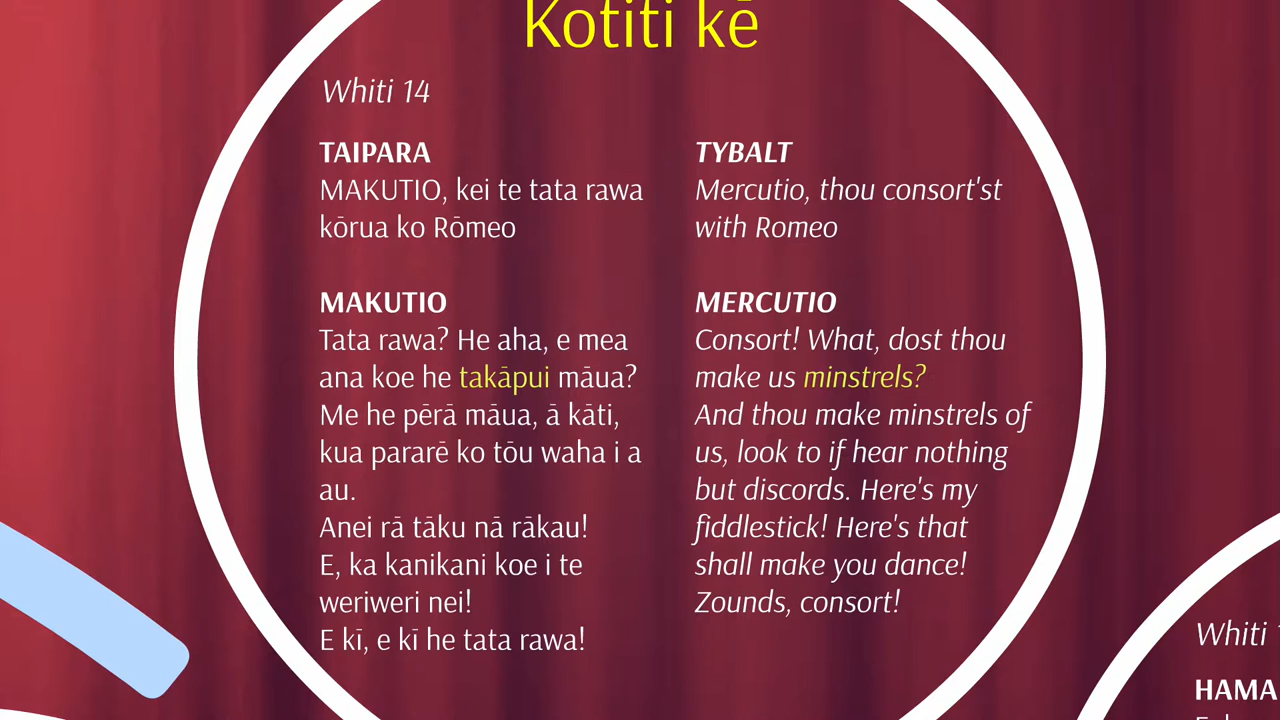 Kotiti kē
Whiti 14
TAIPARA
MAKUTIO, kei te tata rawa
kōrua ko Rōmeo
MAKUTIO
Tata rawa? He aha, e mea
ana koe he takāpui māua?
Me he pērā māua, ā kāti,
kua pararē ko tōu waha i a
au.
Anei rā tāku nā rākau!
E, ka kanikani koe i te
weriweri nei!
E kī, e kī he tata rawa!
TYBALT
Mercutio, thou consort'st
with Romeo
MERCUTIO
Consort! What, dost thou
make us minstrels?
And thou make minstrels of
us, look to if hear nothing
but discords. Here's my
fiddlestick! Here's that
shall make you dance!
Zounds, consort!
Whiti
HAMA